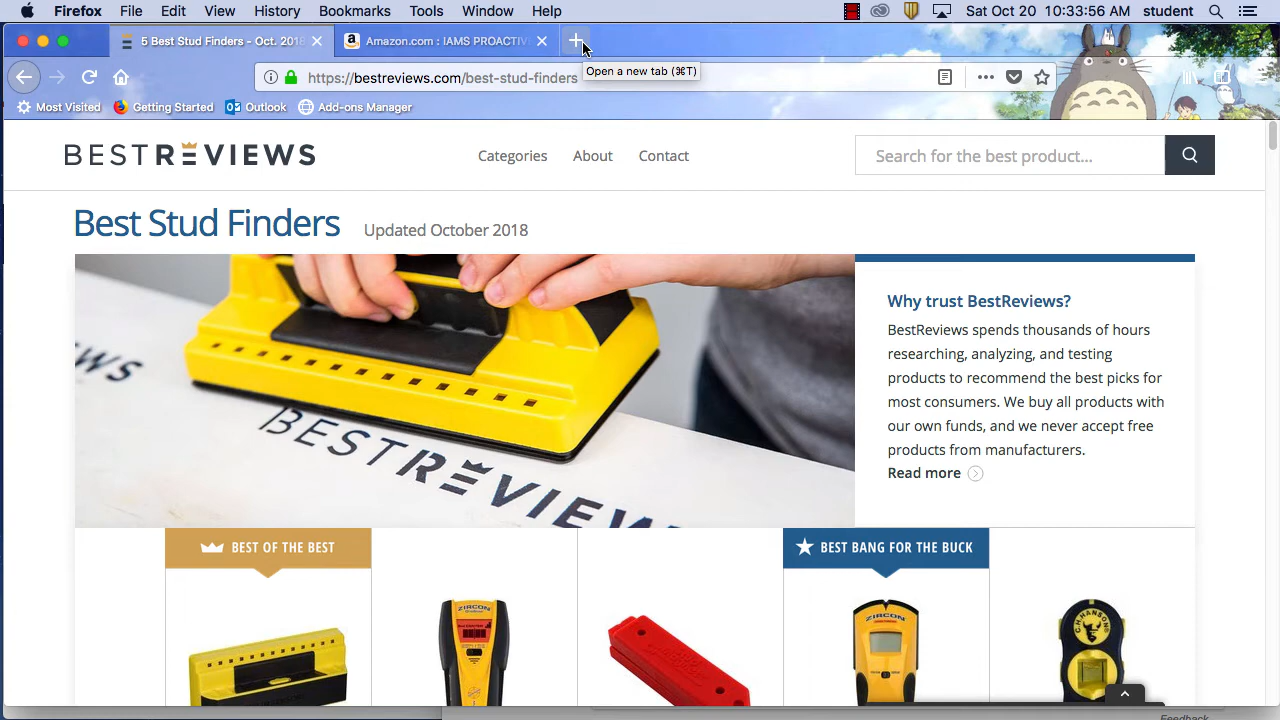 Firefox File Edit View History Bookmarks Tools Window Help Sat Oct 20 10:33:56 AM student
5 Best Stud Finders - Oct. 2018 Amazon.com : IAMS PROACTIV
https://bestreviews.com/best-stud-finders
Open a new tab (⌘T)
Most Visited Getting Started Outlook Add-ons Manager
BESTREVIEWS Categories About Contact Search for the best product...
Best Stud Finders Updated October 2018
Why trust BestReviews?
BestReviews spends thousands of hours
researching, analyzing, and testing
products to recommend the best picks for
most consumers. We buy all products with
our own funds, and we never accept free
products from manufacturers.
Read more
EWS
BESTREVIEWS
BEST OF THE BEST BEST BANG FOR THE BUCK
ZIRCON
ZIRCON
C.H.HANSON
Feedback